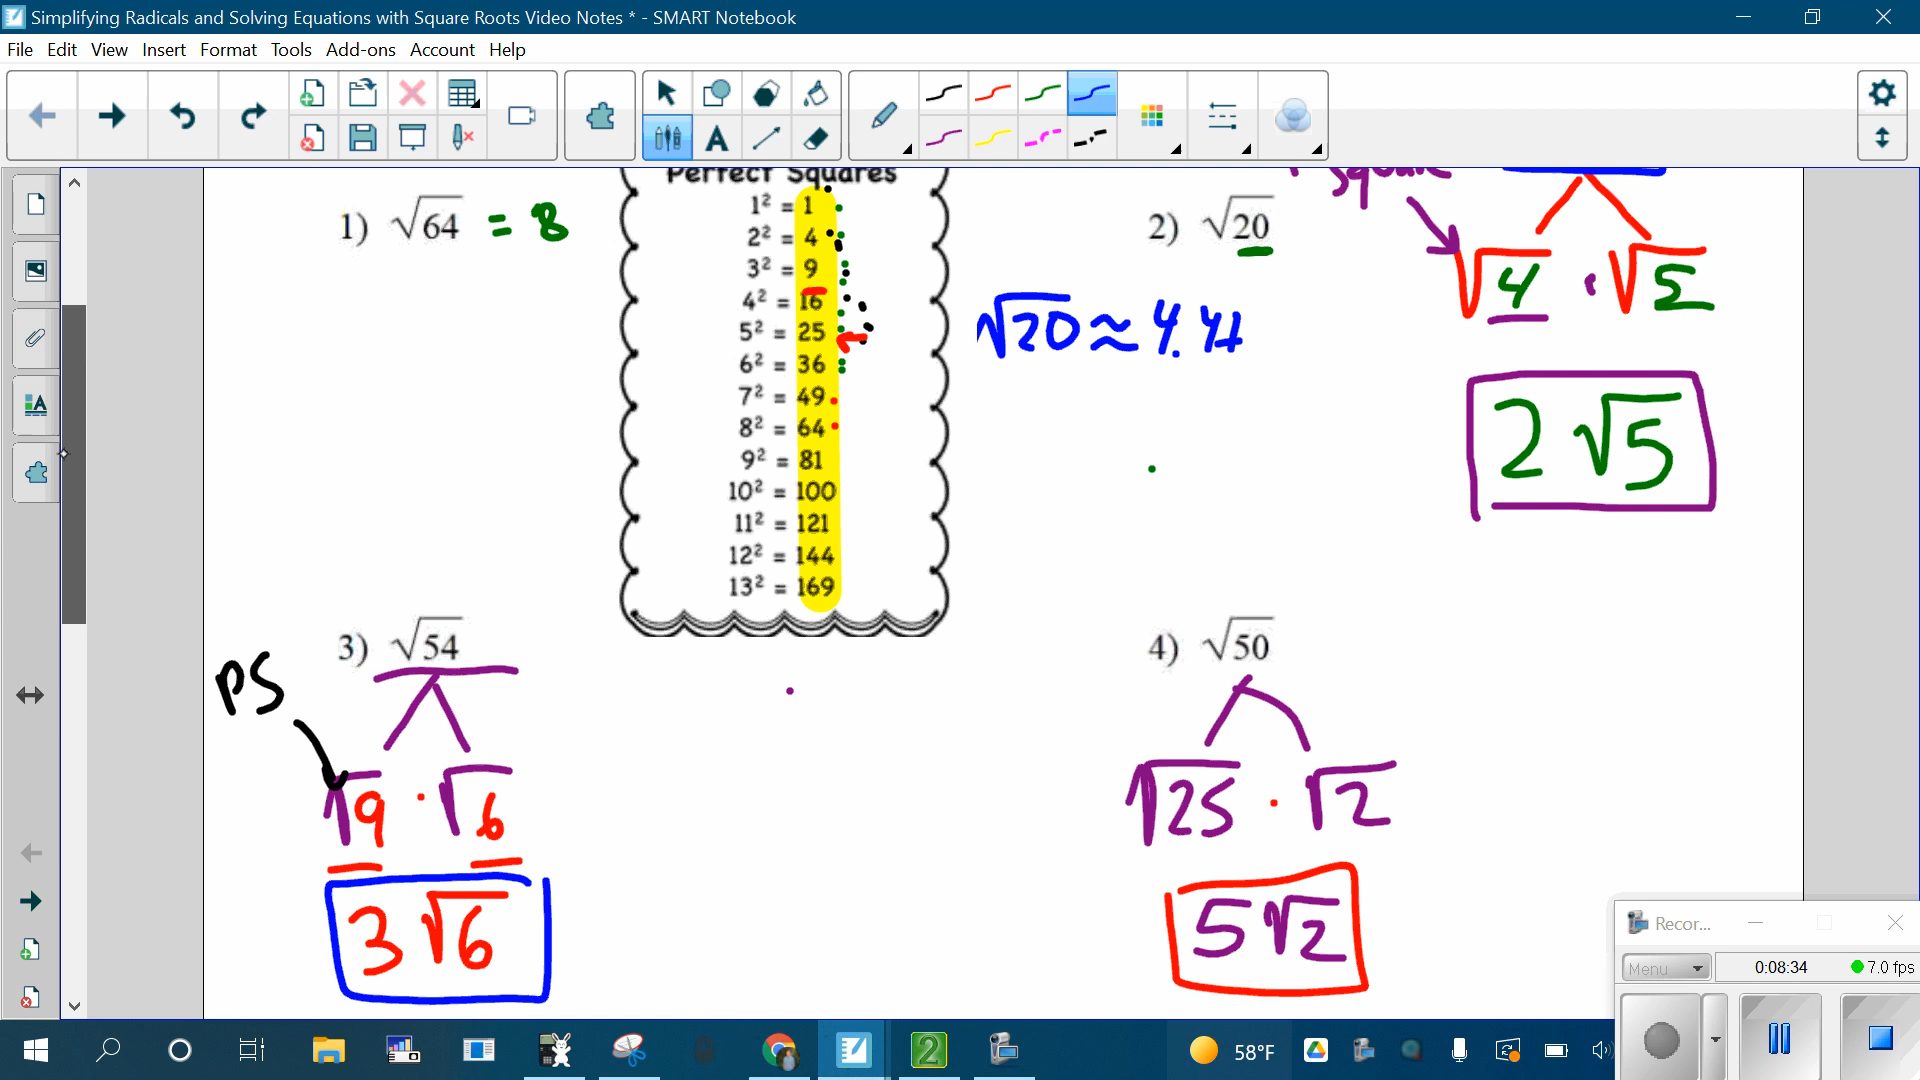 Simplifying Radicals and Solving Equations with Square Roots Video Notes * - SMART Notebook
File Edit View Insert Format Tools Add-ons Account Help
Perfect Squares
1² = 1
2² = 4
3² = 9
4² = 16
5² = 25
6² = 36
7² = 49
8² = 64
9² = 81
10² = 100
11² = 121
12² = 144
13² = 169
1) √64 = 8
2) √20
√4 · √5
√20 ≈ 4.47
2√5
3) √54
PS
√9 · √6
3√6
4) √50
√25 · √2
5√2
Recor...
Menu
0:08:34
7.0 fps
58°F